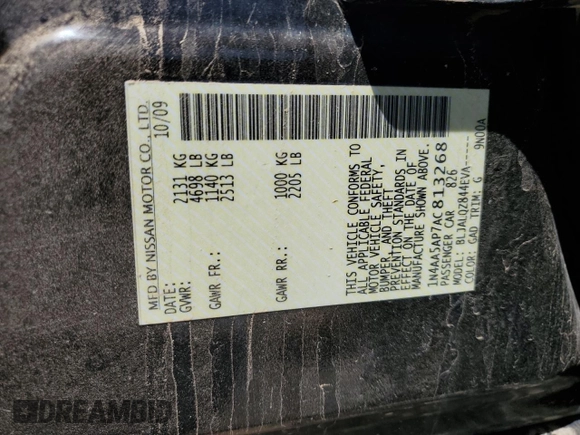 MFD BY NISSAN MOTOR CO., LTD.
DATE: 10/09
GVWR: 2131 KG
4698 LB
GAWR FR.: 1140 KG
2513 LB
GAWR RR.: 1000 KG
2205 LB
THIS VEHICLE CONFORMS TO
ALL APPLICABLE FEDERAL
MOTOR VEHICLE SAFETY,
BUMPER, AND THEFT
PREVENTION STANDARDS IN
EFFECT ON THE DATE OF
MANUFACTURE SHOWN ABOVE.
1N4AA5AP7AC813268
PASSENGER CAR 826
MODEL: BLJALQZ844EVA
COLOR: GAD TRIM: G 9N00A
DREAMBID